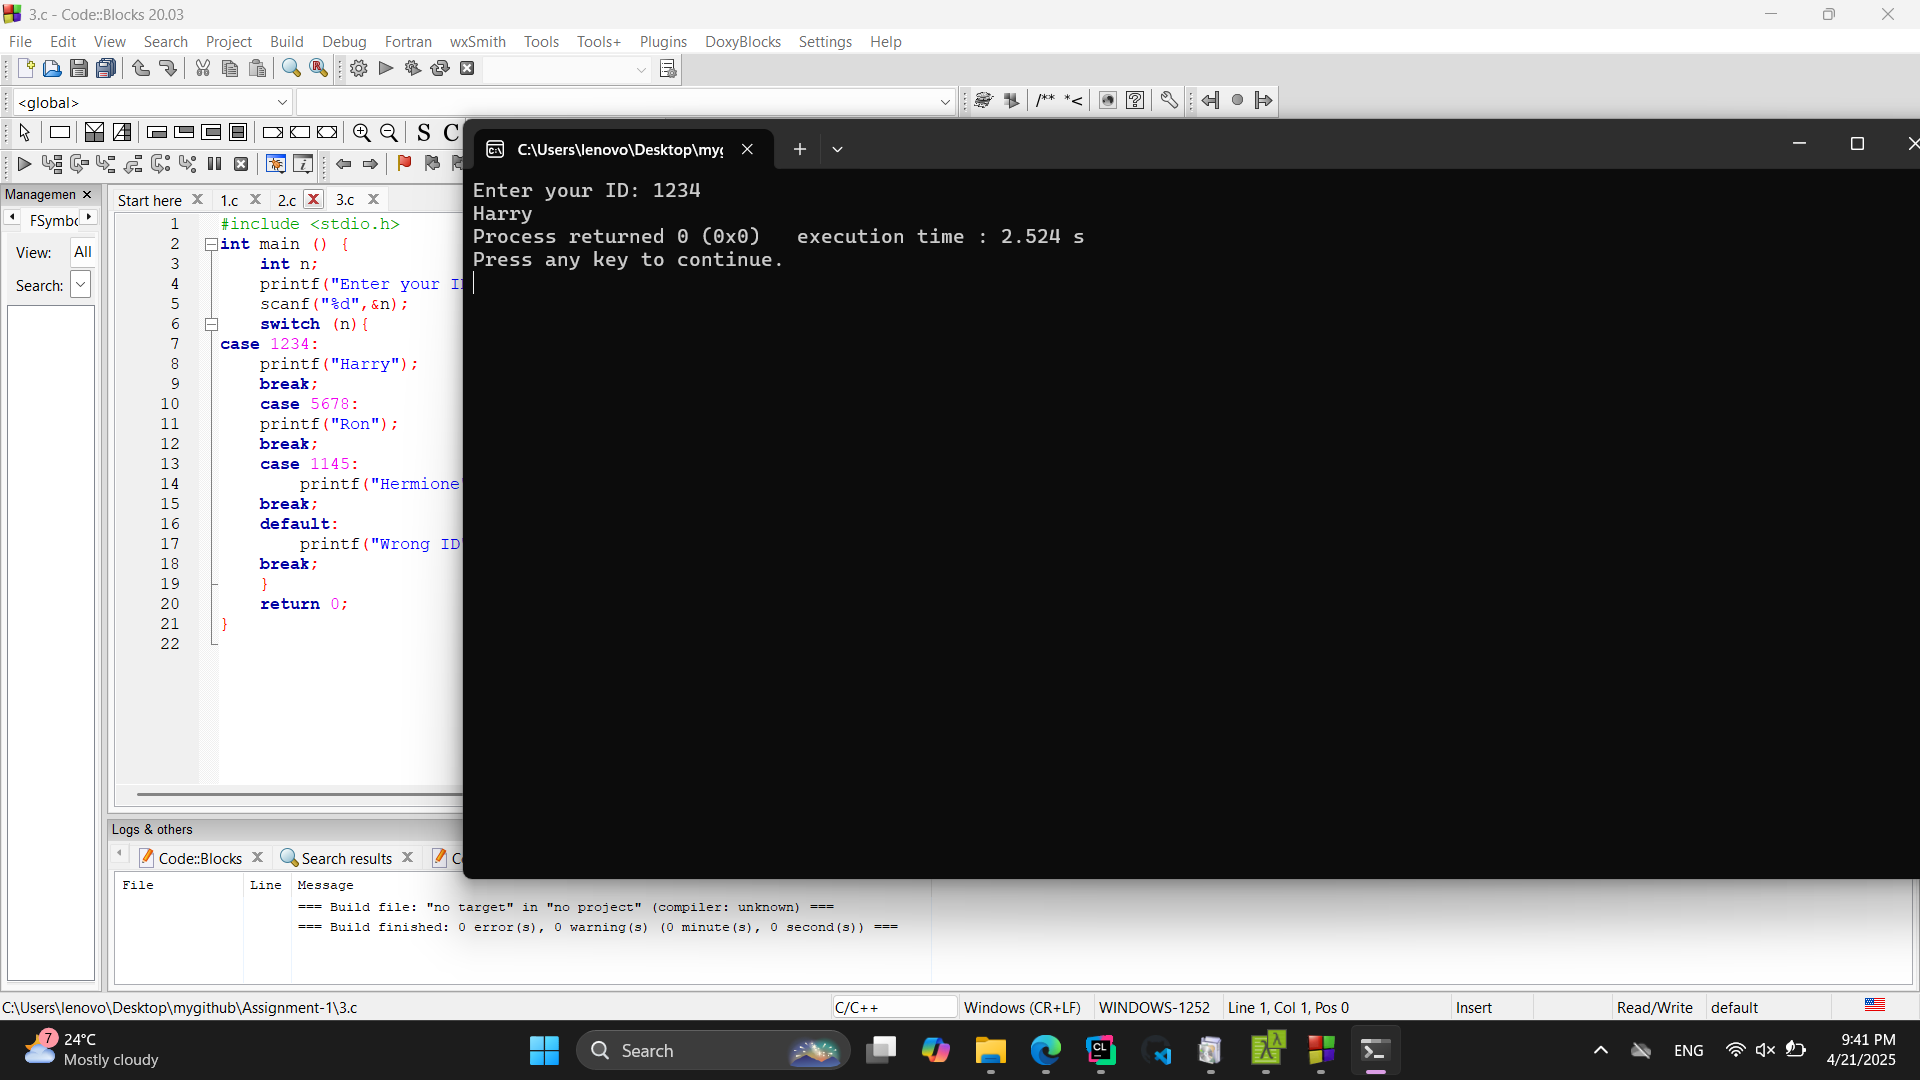 3.c - Code::Blocks 20.03
File Edit View Search Project Build Debug Fortran wxSmith Tools Tools+ Plugins DoxyBlocks Settings Help
<global>
/** *<
S C
Managemen
C:\Users\lenovo\Desktop\myg
FSymbo
View: All
Search:
Start here 1.c 2.c 3.c
1 #include <stdio.h>
2 int main () {
3 int n;
4 printf("Enter your I
5 scanf("%d",&n);
6 switch (n){
7 case 1234:
8 printf("Harry");
9 break;
10 case 5678:
11 printf("Ron");
12 break;
13 case 1145:
14 printf("Hermione"
15 break;
16 default:
17 printf("Wrong ID"
18 break;
19 }
20 return 0;
21 }
22
Enter your ID: 1234
Harry
Process returned 0 (0x0)   execution time : 2.524 s
Press any key to continue.
Logs & others
Code::Blocks Search results
File Line Message
=== Build file: "no target" in "no project" (compiler: unknown) ===
=== Build finished: 0 error(s), 0 warning(s) (0 minute(s), 0 second(s)) ===
C:\Users\lenovo\Desktop\mygithub\Assignment-1\3.c C/C++ Windows (CR+LF) WINDOWS-1252 Line 1, Col 1, Pos 0 Insert Read/Write default
7 24°C
Mostly cloudy
Search
CL
ENG
9:41 PM
4/21/2025